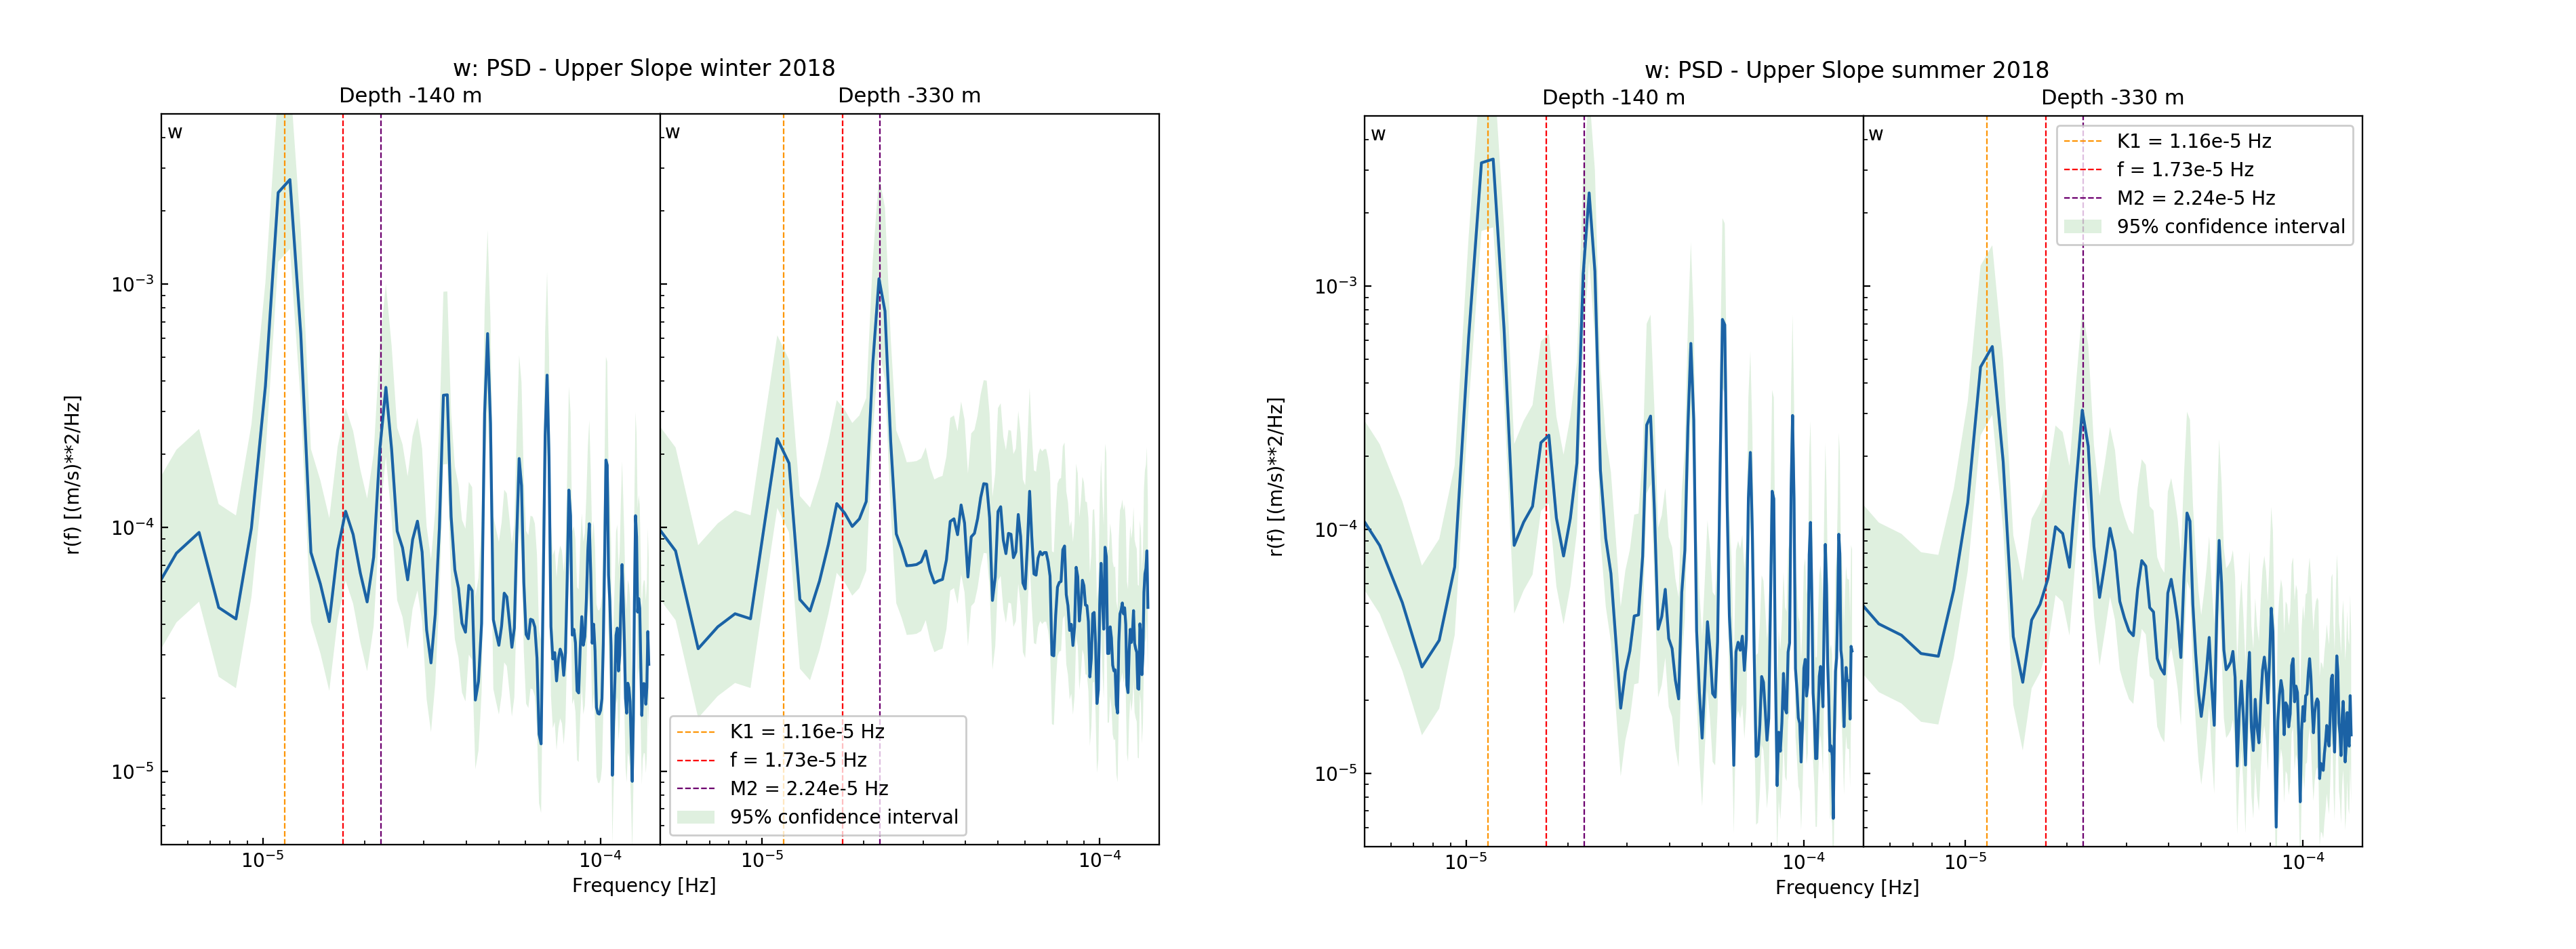 w: PSD - Upper Slope winter 2018
Depth -140 m
Depth -330 m
w
w
r(f) [(m/s)**2/Hz]
10⁻³
10⁻⁴
10⁻⁵
K1 = 1.16e-5 Hz
f = 1.73e-5 Hz
M2 = 2.24e-5 Hz
95% confidence interval
10⁻⁵
10⁻⁴
10⁻⁵
10⁻⁴
Frequency [Hz]
w: PSD - Upper Slope summer 2018
Depth -140 m
Depth -330 m
w
w
K1 = 1.16e-5 Hz
f = 1.73e-5 Hz
M2 = 2.24e-5 Hz
95% confidence interval
r(f) [(m/s)**2/Hz]
10⁻³
10⁻⁴
10⁻⁵
10⁻⁵
10⁻⁴
10⁻⁵
10⁻⁴
Frequency [Hz]